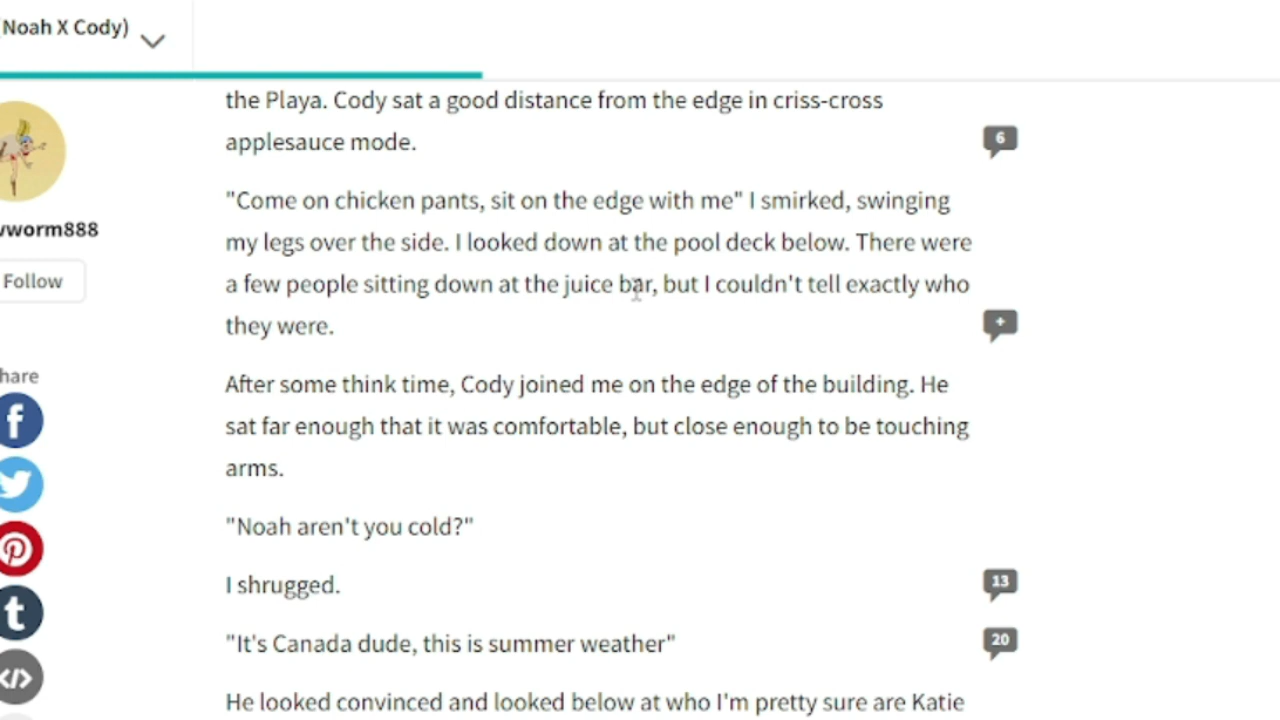 Noah X Cody)
the Playa. Cody sat a good distance from the edge in criss-cross
applesauce mode.
6
"Come on chicken pants, sit on the edge with me" I smirked, swinging
my legs over the side. I looked down at the pool deck below. There were
a few people sitting down at the juice bar, but I couldn't tell exactly who
they were.
+
worm888
Follow
After some think time, Cody joined me on the edge of the building. He
sat far enough that it was comfortable, but close enough to be touching
arms.
hare
"Noah aren't you cold?"
I shrugged.
13
"It's Canada dude, this is summer weather"
20
He looked convinced and looked below at who I'm pretty sure are Katie